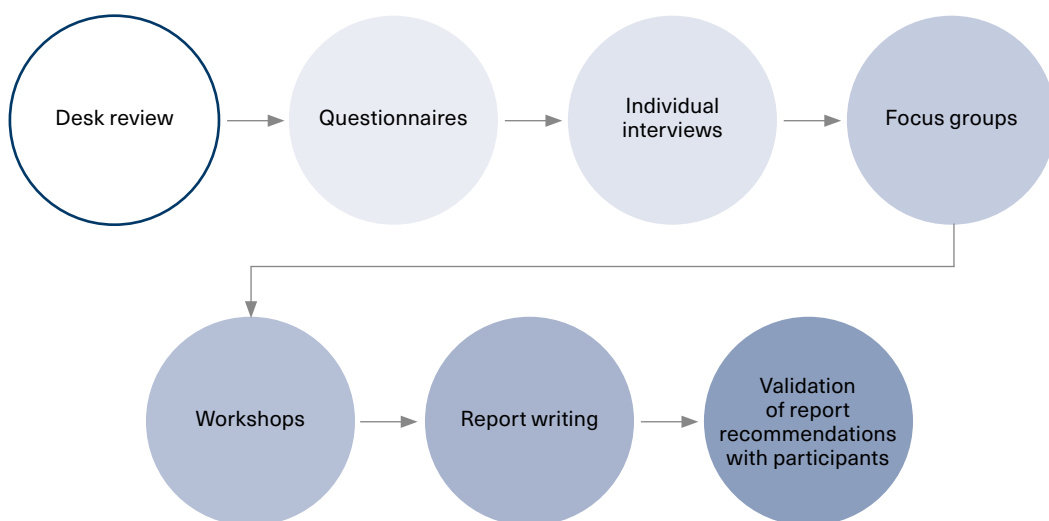 Desk review
Questionnaires
Individual
interviews
Focus groups
Workshops
Report writing
Validation
of report
recommendations
with participants